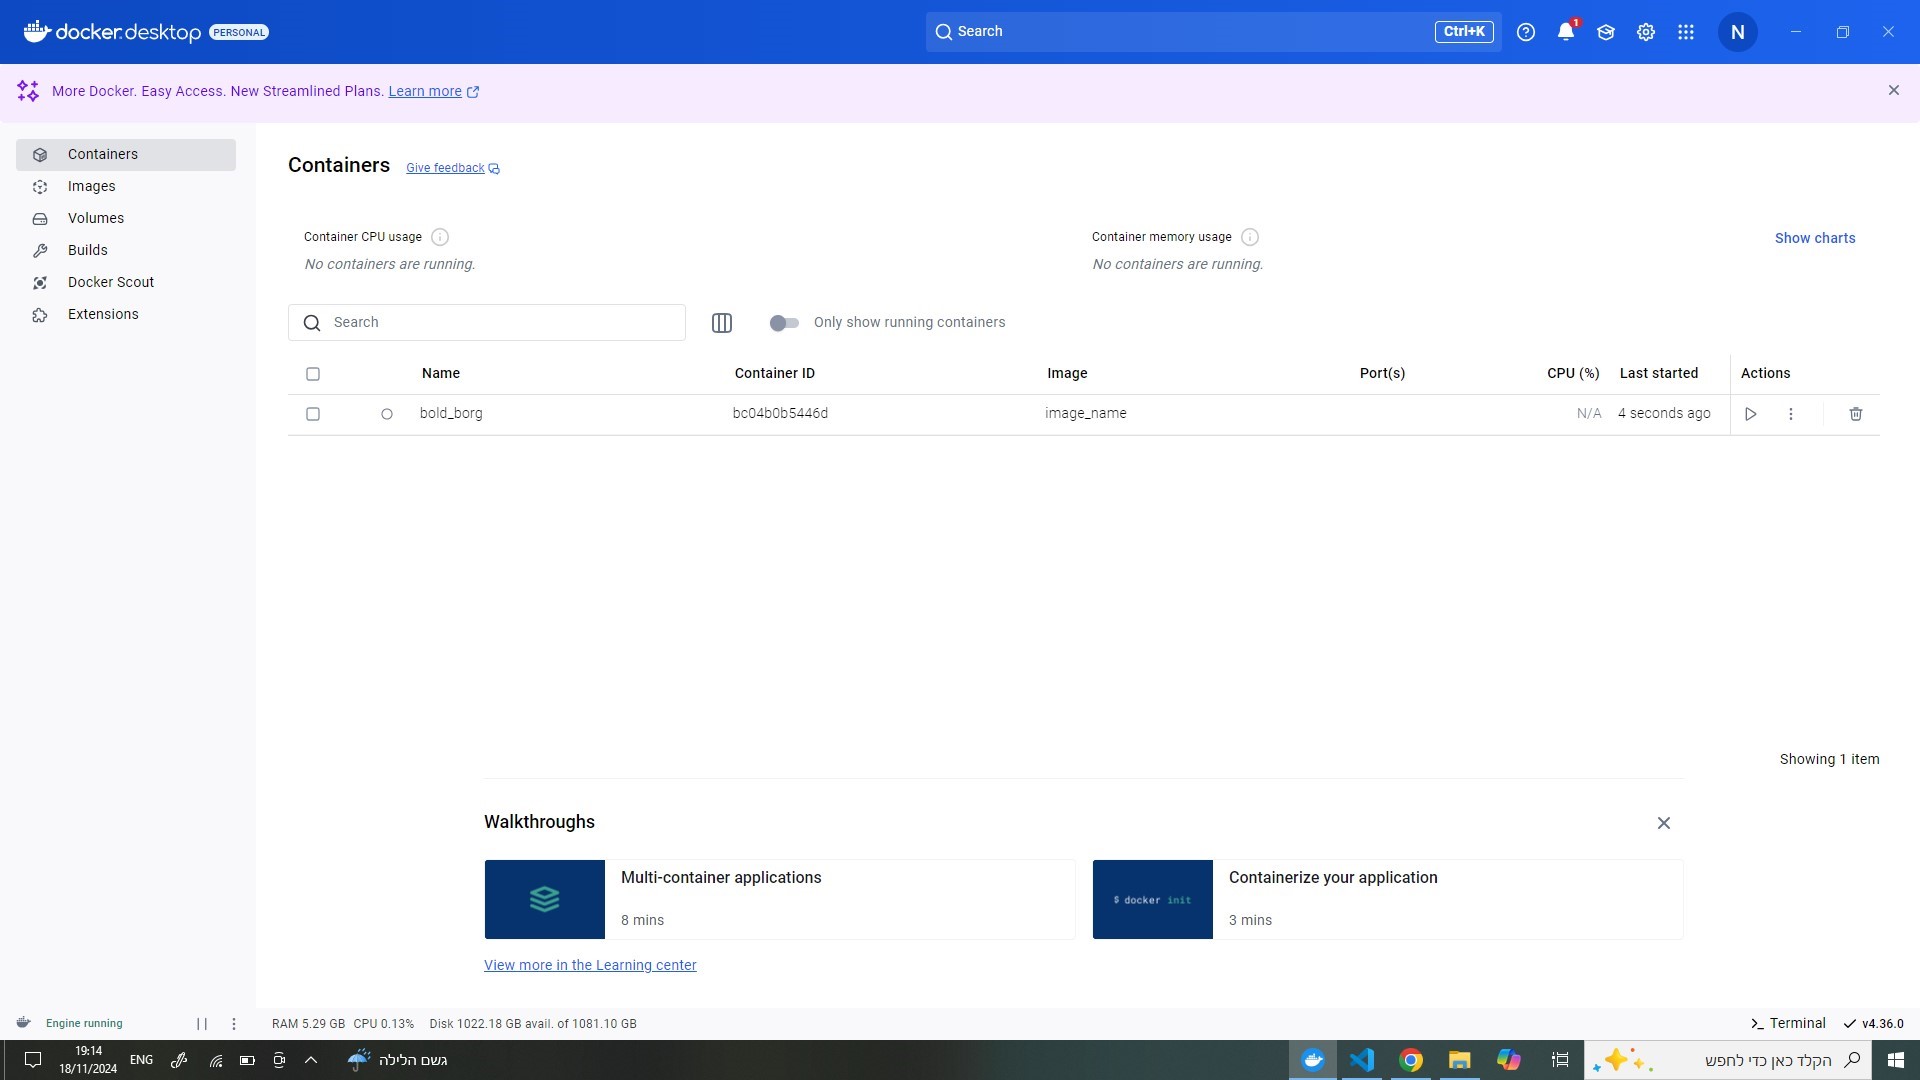 docker desktop PERSONAL
Search Ctrl+K
1
N
More Docker. Easy Access. New Streamlined Plans. Learn more
Containers
Images
Volumes
Builds
Docker Scout
Extensions
Containers Give feedback
Container CPU usage
No containers are running.
Container memory usage
No containers are running.
Show charts
Search
Only show running containers
Name Container ID Image Port(s) CPU (%) Last started Actions
bold_borg bc04b0b5446d image_name N/A 4 seconds ago
Showing 1 item
Walkthroughs
Multi-container applications
8 mins
$ docker init
Containerize your application
3 mins
View more in the Learning center
Engine running
RAM 5.29 GB CPU 0.13% Disk 1022.18 GB avail. of 1081.10 GB
Terminal
v4.36.0
19:14
18/11/2024
ENG
גשם הלילה
הקלד כאן כדי לחפש